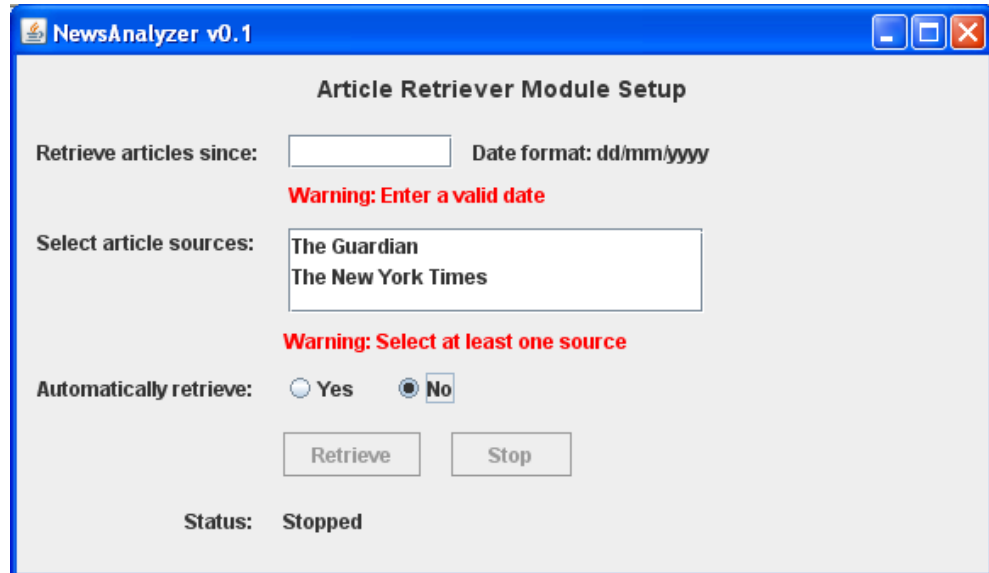 NewsAnalyzer v0.1
Article Retriever Module Setup
Retrieve articles since: Date format: dd/mm/yyyy
Warning: Enter a valid date
Select article sources: The Guardian
The New York Times
Warning: Select at least one source
Automatically retrieve: Yes No
Retrieve Stop
Status: Stopped